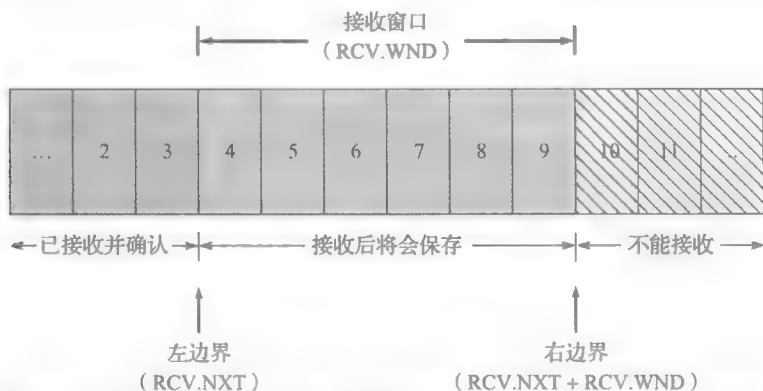 接收窗口
(RCV.WND)
… 2 3 4 5 6 7 8 9 10 11 ..
已接收并确认 接收后将会保存 不能接收
左边界 右边界
(RCV.NXT) (RCV.NXT + RCV.WND)